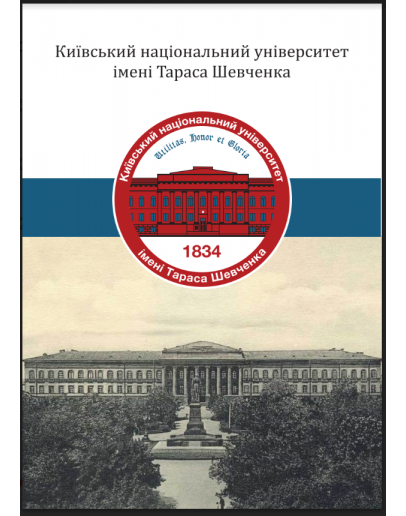 Київський національний університет
імені Тараса Шевченка
Київський національний університет
Utilitas, Honor et Gloria
1834
імені Тараса Шевченка